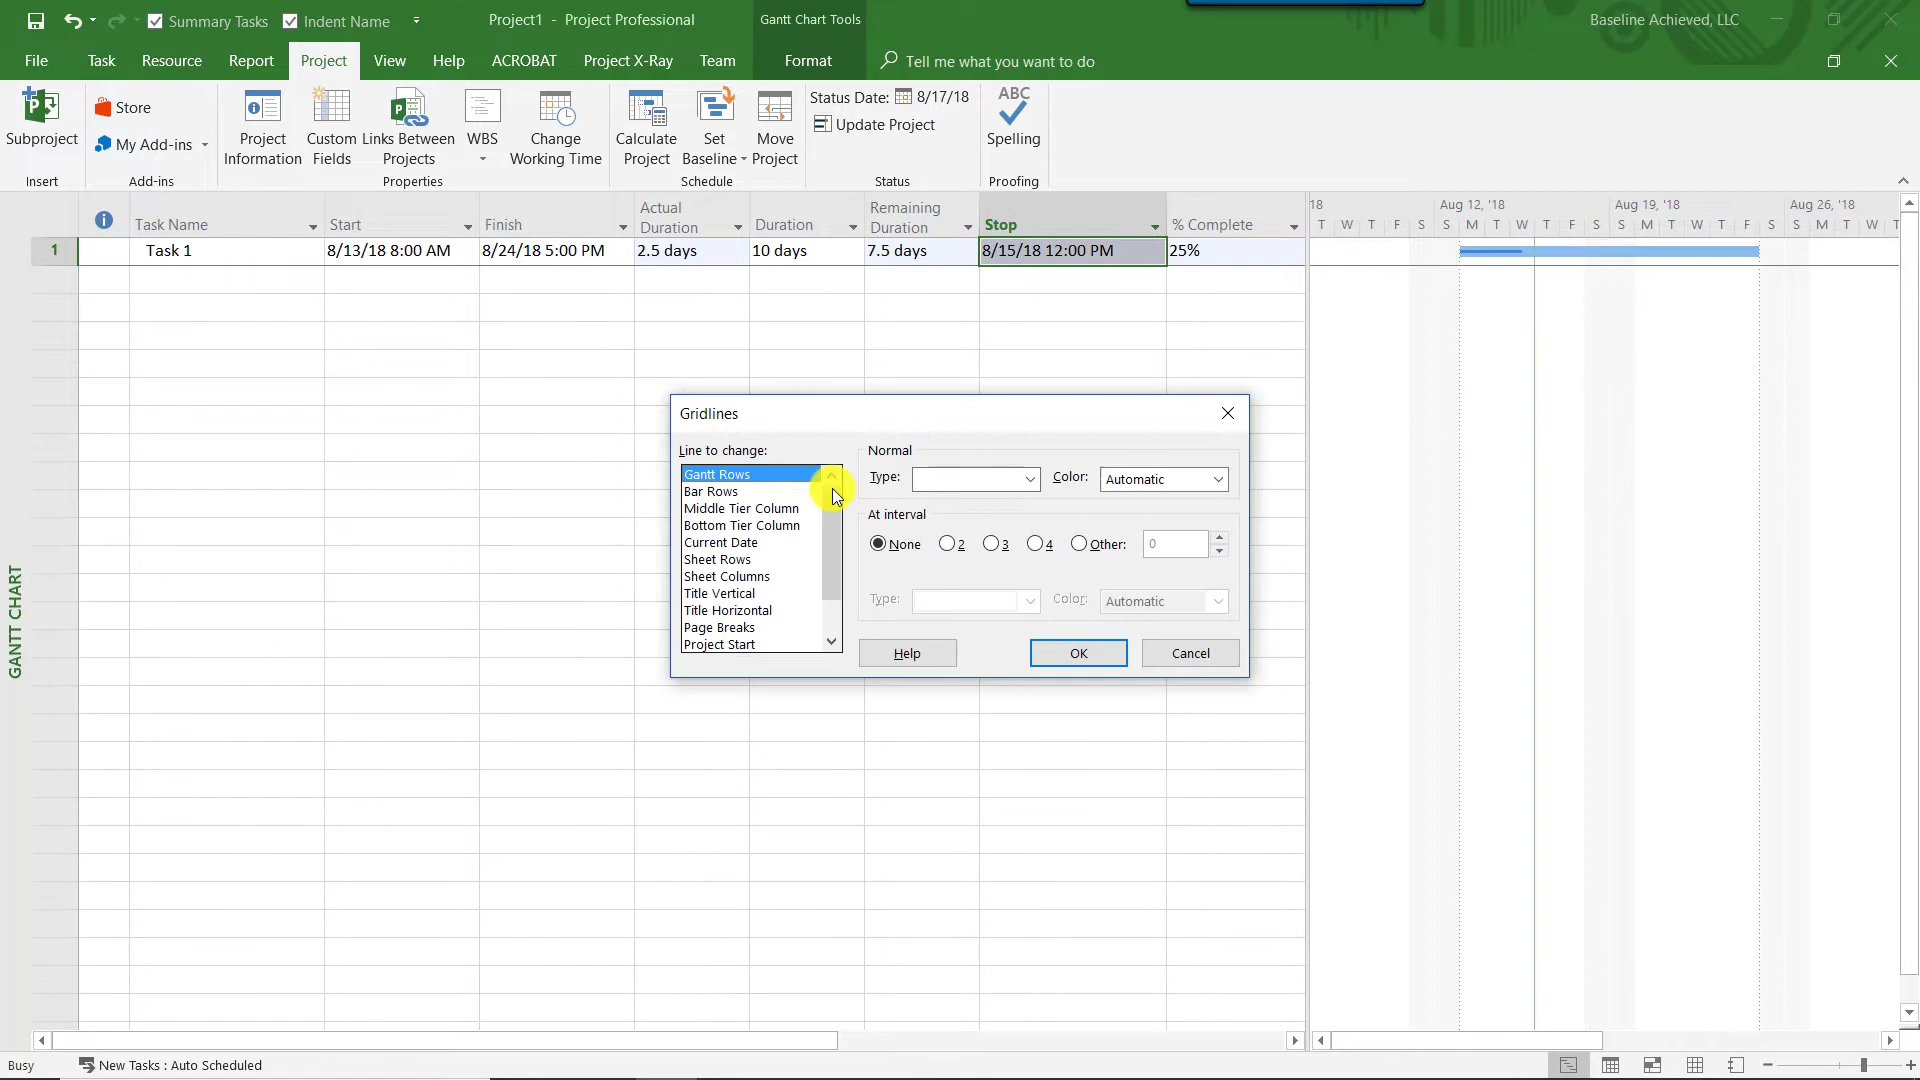 Summary Tasks Indent Name Project1 - Project Professional Gantt Chart Tools Baseline Achieved, LLC
File Task Resource Report Project View Help ACROBAT Project X-Ray Team Format Tell me what you want to do
Subproject
Store
My Add-ins
Project
Information
Custom
Fields
Links Between
Projects
WBS
Change
Working Time
Calculate
Project
Set
Baseline
Move
Project
Status Date: 8/17/18
Update Project
ABC
Spelling
Insert Add-ins Properties Schedule Status Proofing
Task Name Start Finish
Actual
Duration
Duration
Remaining
Duration
Stop % Complete
18 Aug 12, '18 Aug 19, '18 Aug 26, '18
T W T F S S M T W T F S S M T W T F S S M T W T
1 Task 1 8/13/18 8:00 AM 8/24/18 5:00 PM 2.5 days 10 days 7.5 days 8/15/18 12:00 PM 25%
GANTT CHART
Gridlines
Line to change:
Gantt Rows
Bar Rows
Middle Tier Column
Bottom Tier Column
Current Date
Sheet Rows
Sheet Columns
Title Vertical
Title Horizontal
Page Breaks
Project Start
Normal
Type: Color: Automatic
At interval
None 2 3 4 Other: 0
Type: Color: Automatic
Help OK Cancel
Busy New Tasks : Auto Scheduled